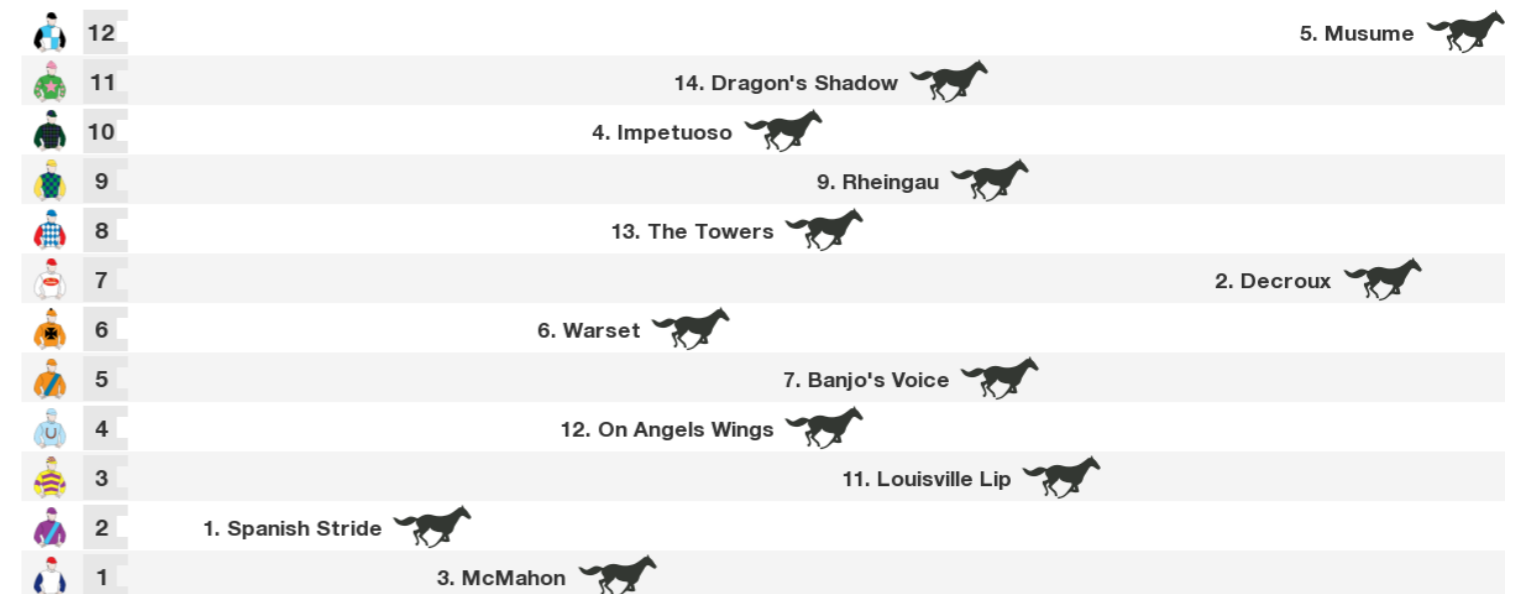 12 5. Musume
11 14. Dragon's Shadow
10 4. Impetuoso
9 9. Rheingau
8 13. The Towers
7 2. Decroux
6 6. Warset
5 7. Banjo's Voice
4 12. On Angels Wings
3 11. Louisville Lip
2 1. Spanish Stride
1 3. McMahon